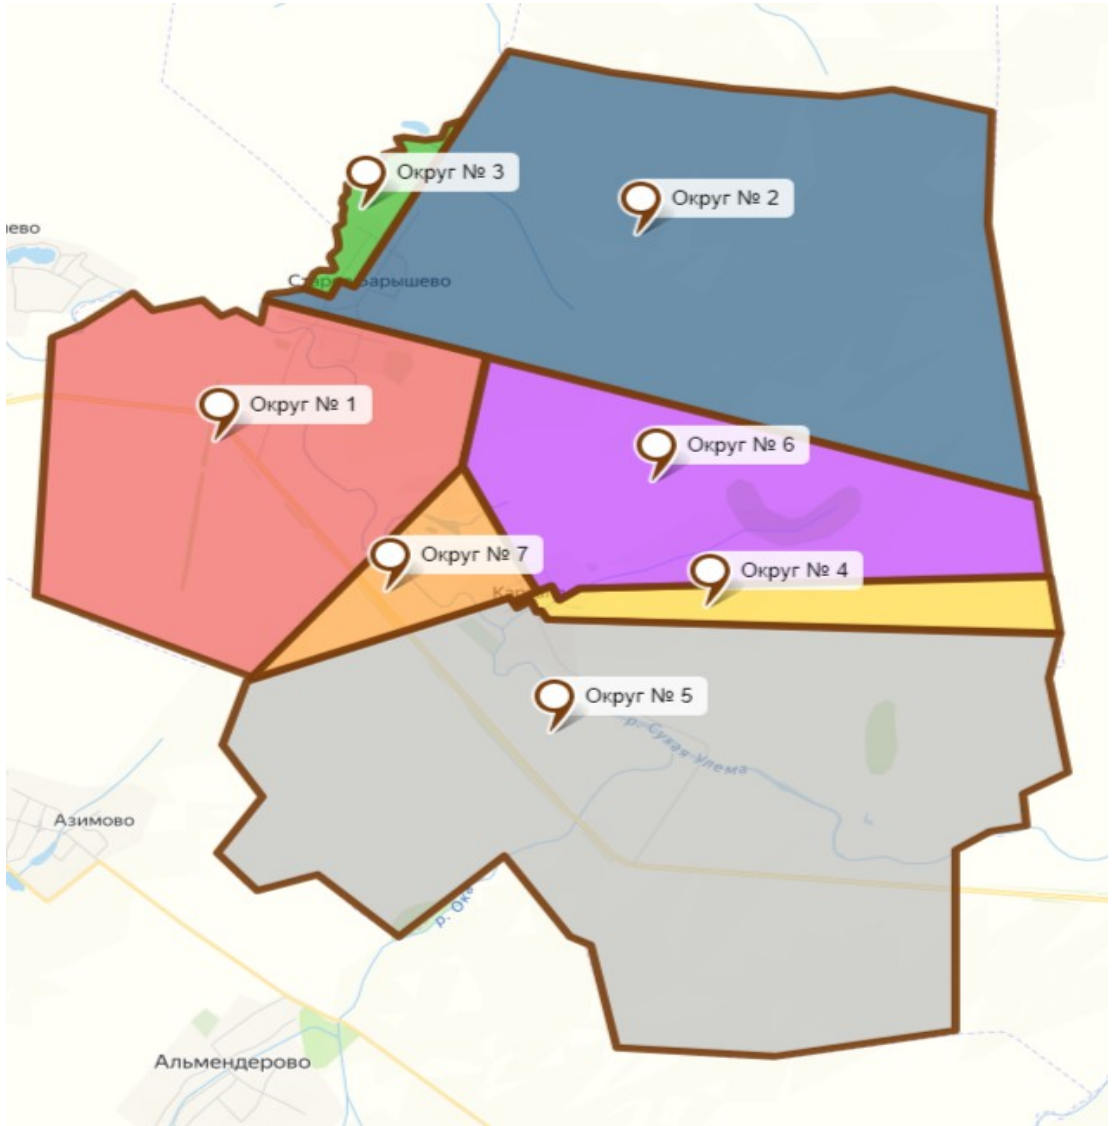 Округ № 3
Округ № 2
ево
Округ № 1
Округ № 6
Округ № 7
Округ № 4
Округ № 5
р. Сухая-Улема
Азимово
Альмендерово